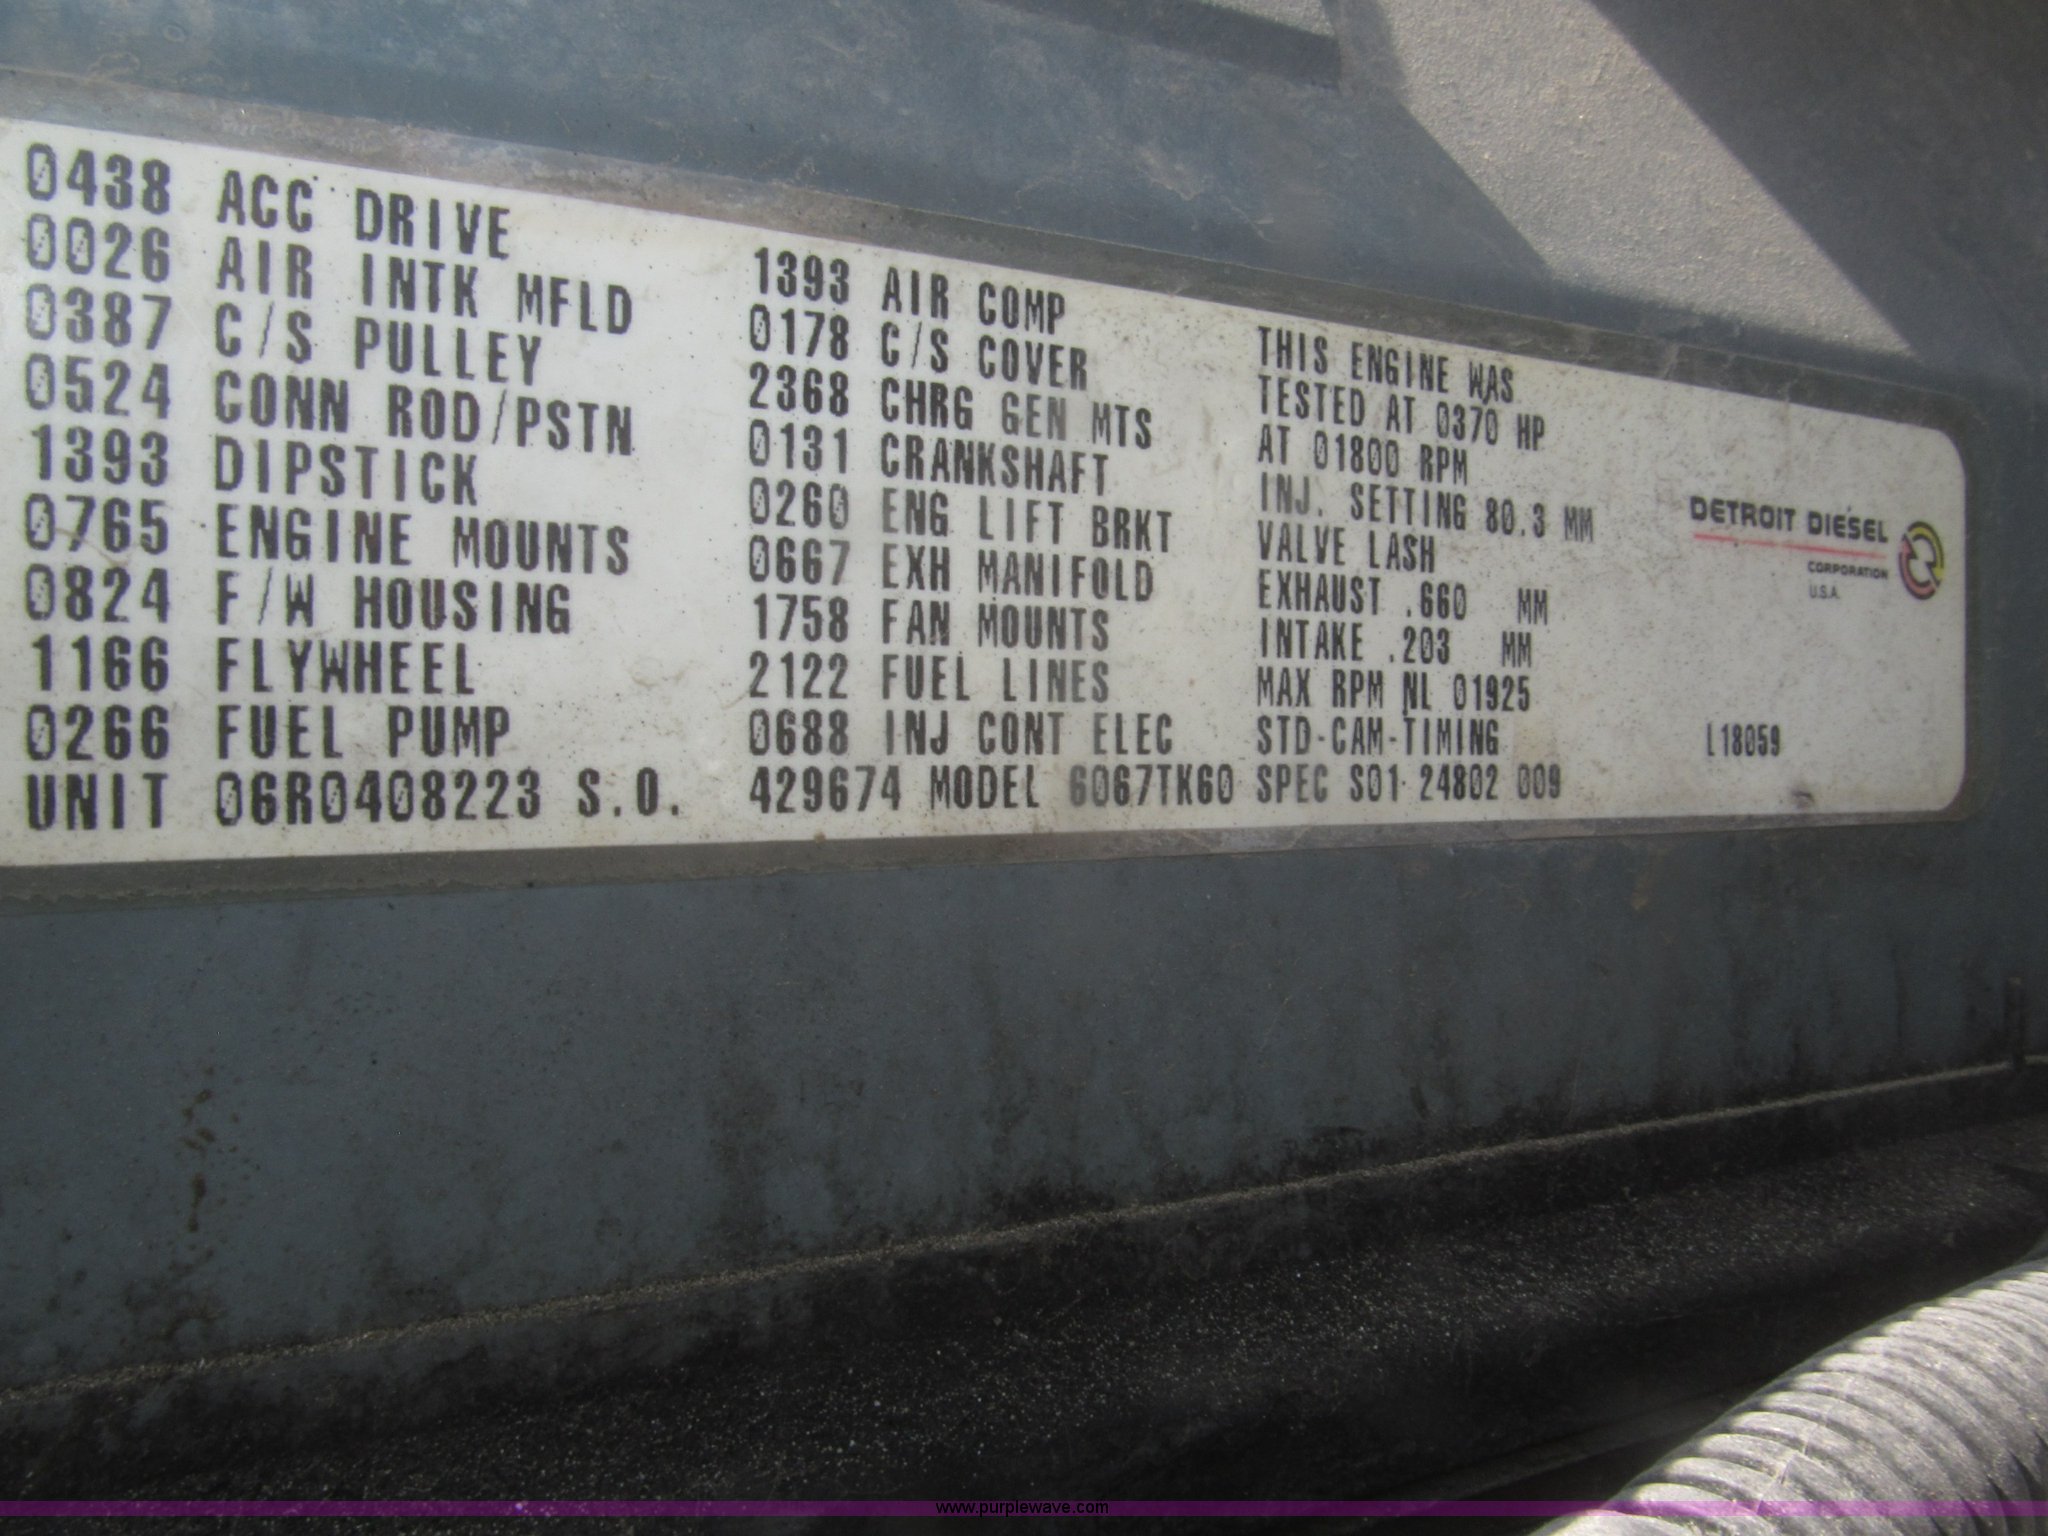 0438 ACC DRIVE
0026 AIR INTK MFLD
0387 C/S PULLEY
0524 CONN ROD/PSTN
1393 DIPSTICK
0765 ENGINE MOUNTS
0824 F/W HOUSING
1166 FLYWHEEL
0266 FUEL PUMP
1393 AIR COMP
0178 C/S COVER
2368 CHRG GEN MTS
0131 CRANKSHAFT
0260 ENG LIFT BRKT
0667 EXH MANIFOLD
1758 FAN MOUNTS
2122 FUEL LINES
0688 INJ CONT ELEC
THIS ENGINE WAS
TESTED AT 0370 HP
AT 01800 RPM
INJ. SETTING 80.3 MM
VALVE LASH
EXHAUST .660 MM
INTAKE .203 MM
MAX RPM NL 01925
STD-CAM-TIMING
UNIT 06R0408223 S.O. 429674 MODEL 6067TK60 SPEC S01 24802 009
DETROIT DIESEL
CORPORATION
U.S.A.
L18059
www.purplewave.com